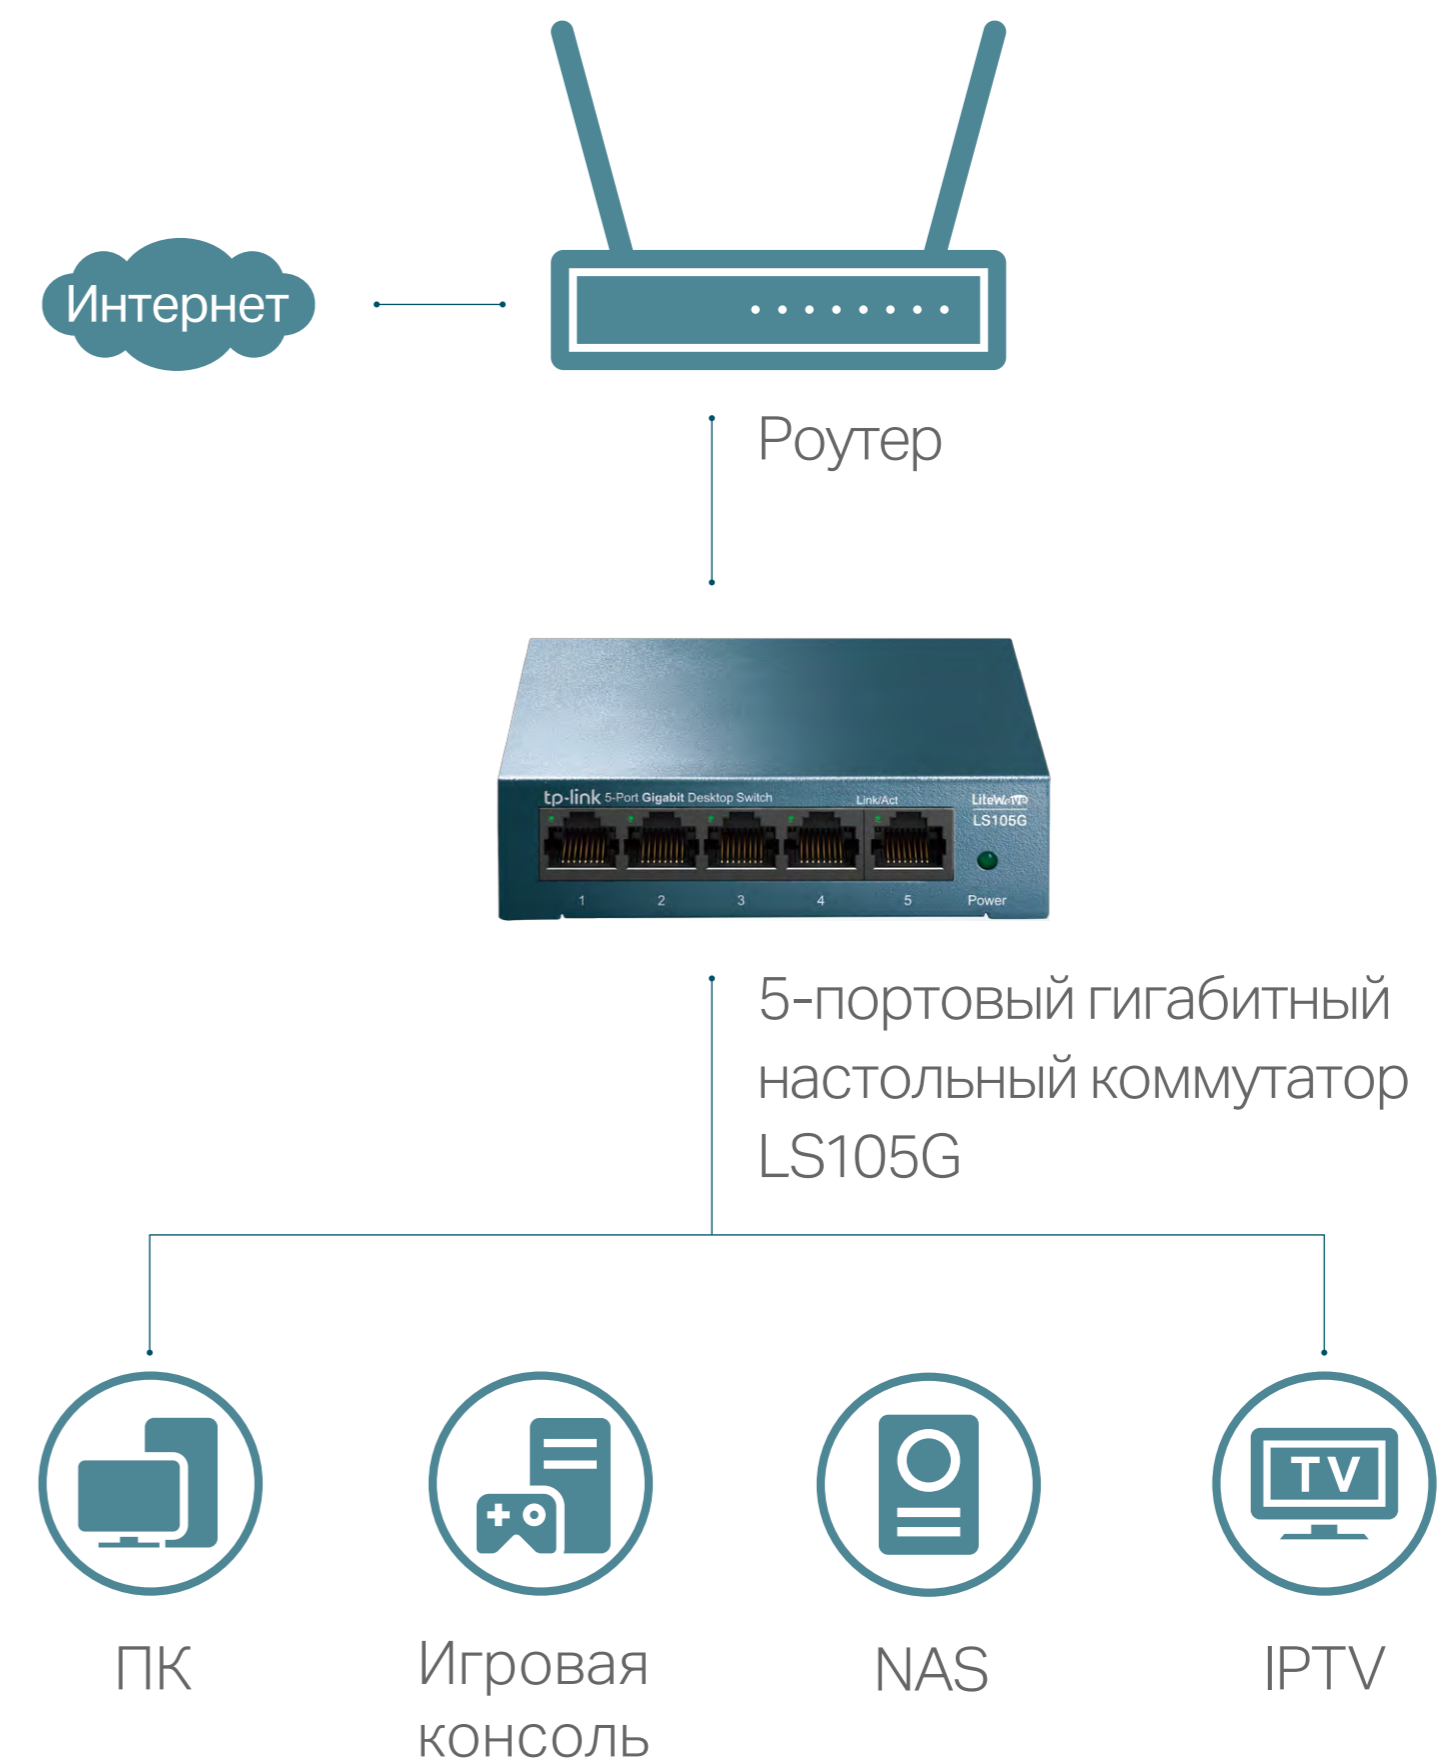 Интернет
Роутер
tp-link 5-Port Gigabit Desktop Switch Link/Act LiteWave
LS105G
1 2 3 4 5 Power
5-портовый гигабитный
настольный коммутатор
LS105G
TV
ПК Игровая NAS IPTV
консоль